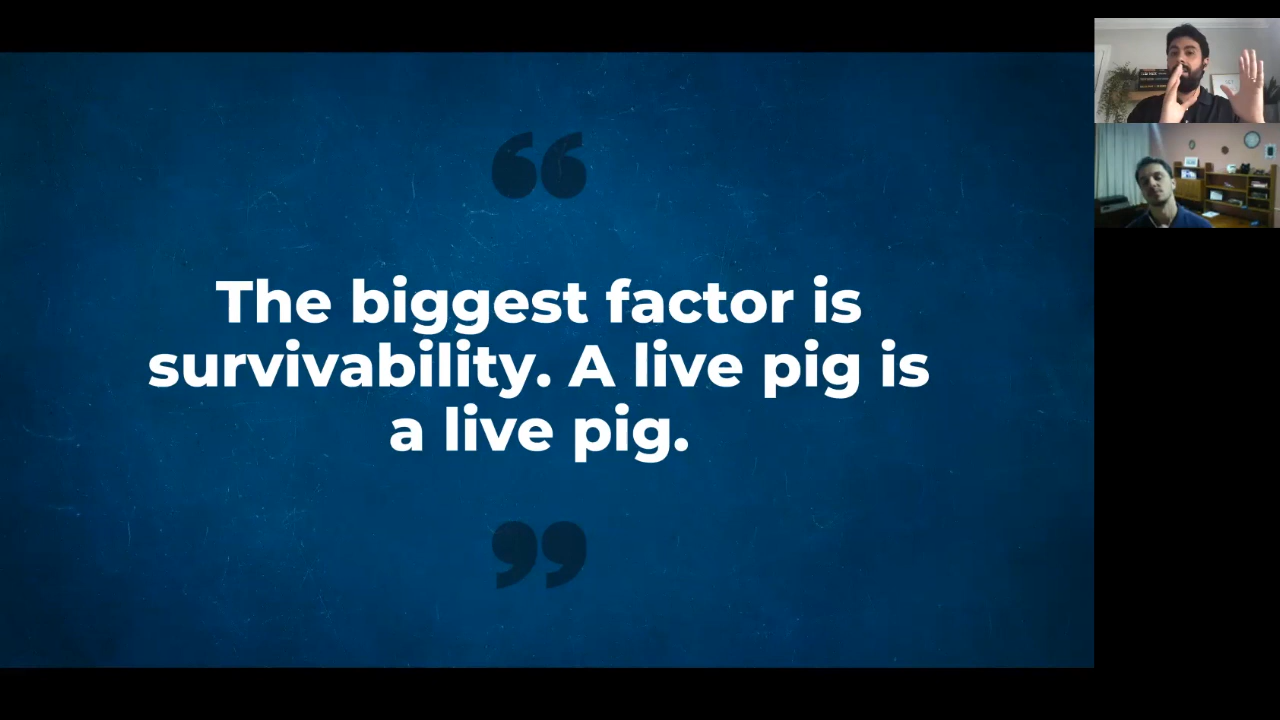 “
The biggest factor is
survivability. A live pig is
a live pig.
”